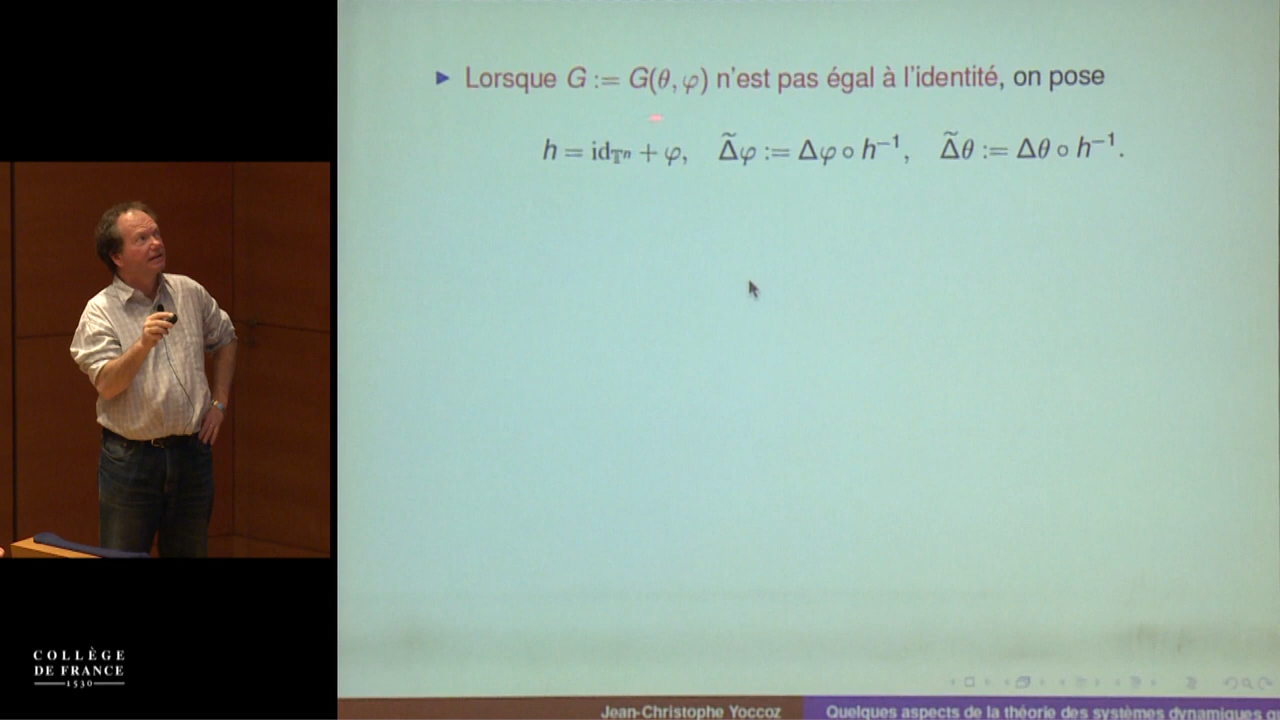 ▶ Lorsque G := G(θ, φ) n'est pas égal à l'identité, on pose
h = id_𝕋ⁿ + φ, Δ̃φ := Δφ ∘ h⁻¹, Δ̃θ := Δθ ∘ h⁻¹.
COLLÈGE
DE FRANCE
1530
Jean-Christophe Yoccoz Quelques aspects de la théorie des systèmes dynamiques